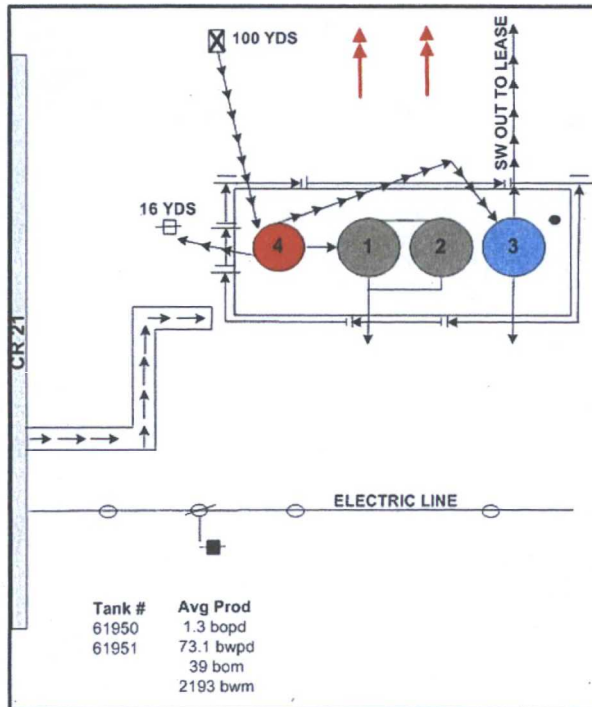 100 YDS
SW OUT TO LEASE
16 YDS
4
1
2
3
CR 21
ELECTRIC LINE
Tank # Avg Prod
61950 1.3 bopd
61951 73.1 bwpd
39 bom
2193 bwm